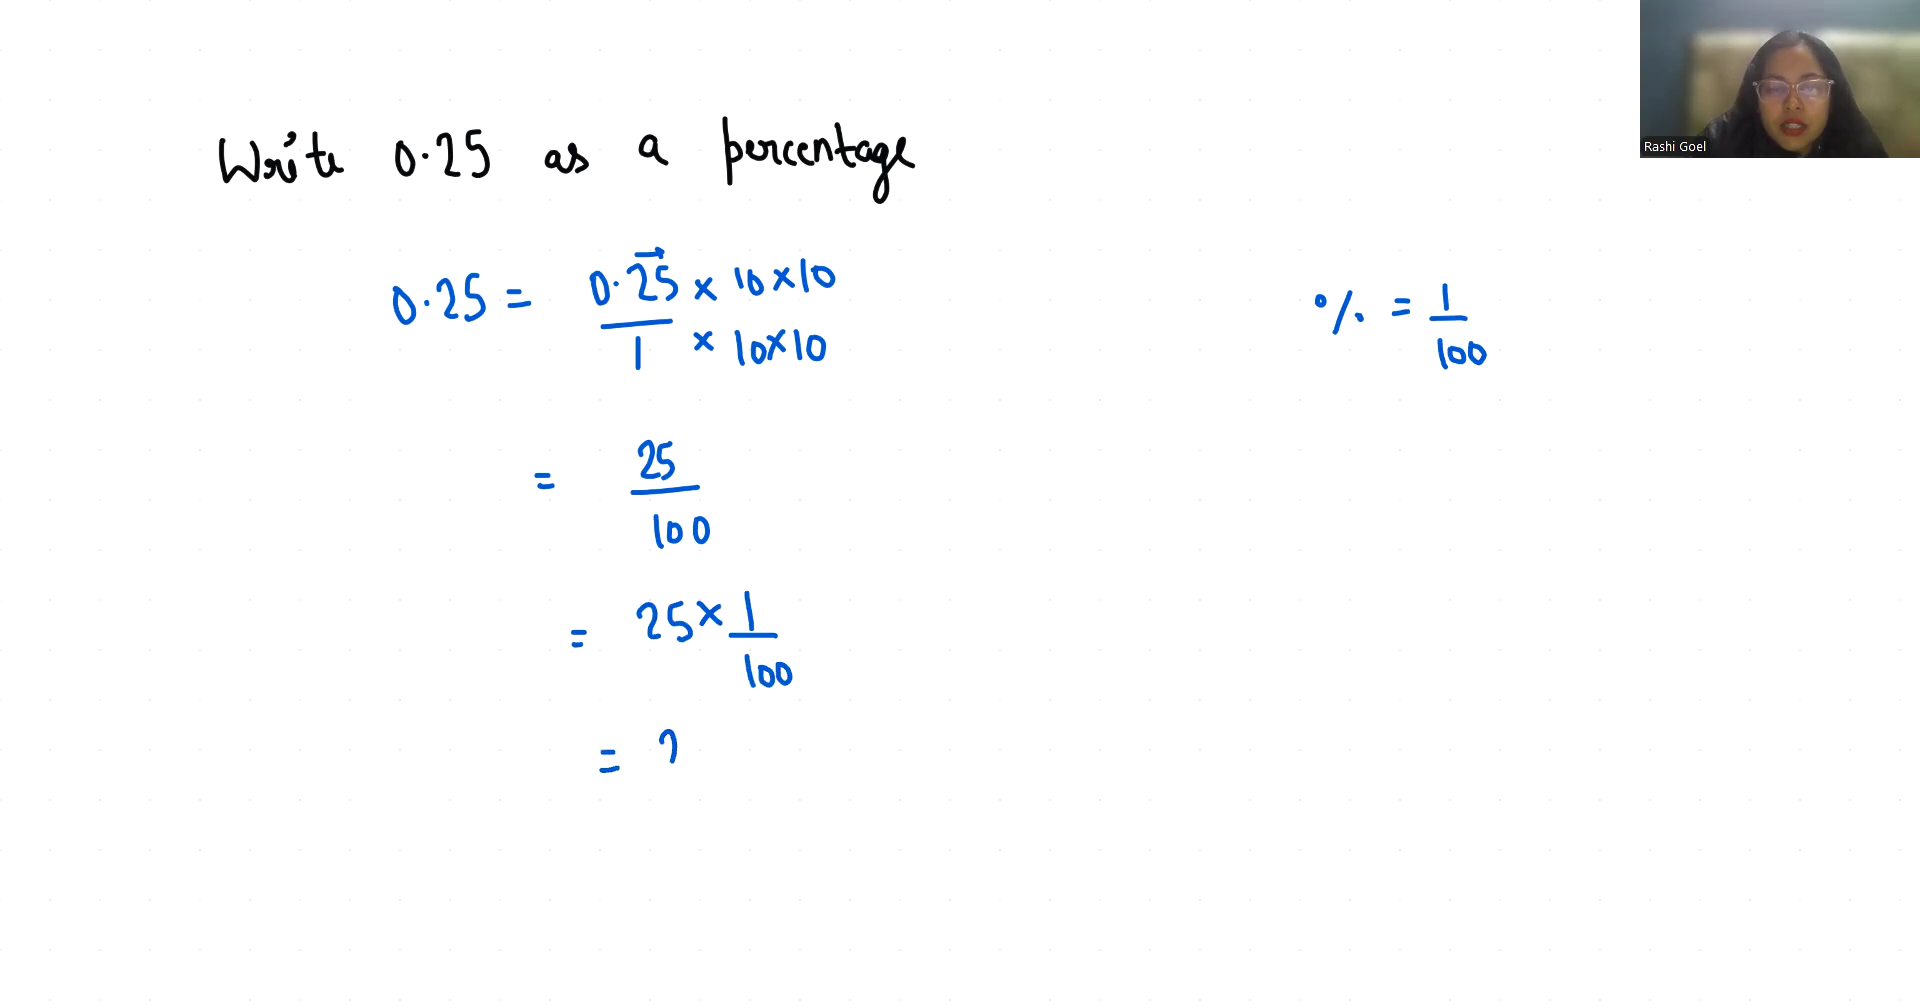 Rashi Goel
Write 0.25 as a percentage
0.25 = 0.25 × 10×10
1 × 10×10
% = 1
100
= 25
100
= 25× 1
100
= 2